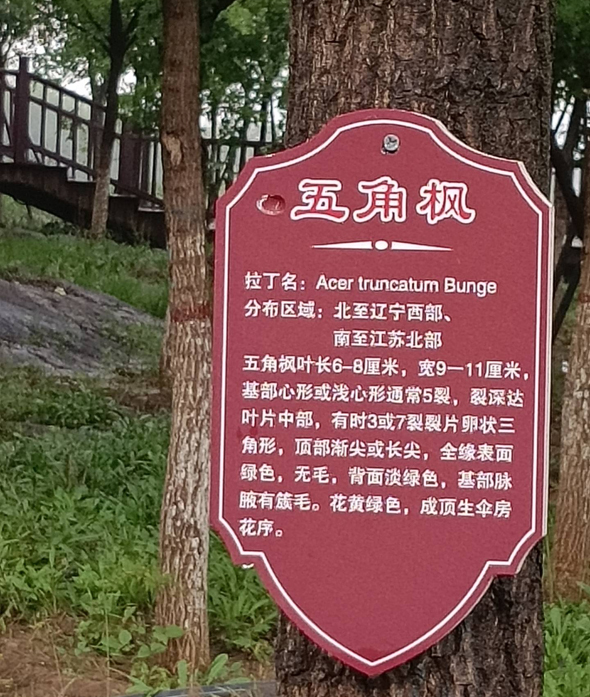 五角枫
拉丁名：Acer truncatum Bunge
分布区域：北至辽宁西部、
南至江苏北部
五角枫叶长6-8厘米，宽9一11厘米，
基部心形或浅心形通常5裂，裂深达
叶片中部，有时3或7裂裂片卵状三
角形，顶部渐尖或长尖，全缘表面
绿色，无毛，背面淡绿色，基部脉
腋有簇毛。花黄绿色，成顶生伞房
花序。